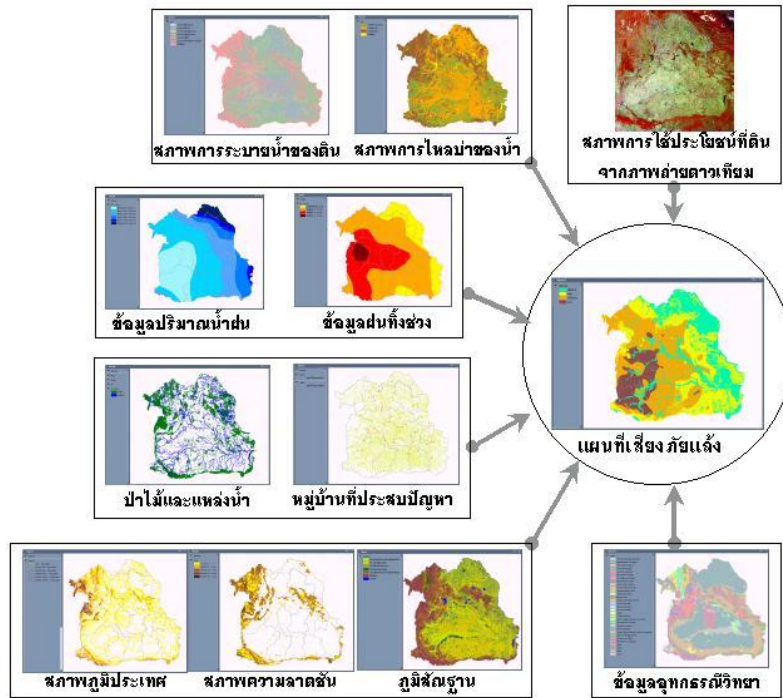 สภาพการระบายน้ำของดิน
สภาพการไหลบ่าของน้ำ
สภาพการใช้ประโยชน์ที่ดิน
จากภาพถ่ายดาวเทียม
ข้อมูลปริมาณน้ำฝน
ข้อมูลฝนทิ้งช่วง
แผนที่เสี่ยงภัยแล้ง
ป่าไม้และแหล่งน้ำ
หมู่บ้านที่ประสบปัญหา
สภาพภูมิประเทศ
สภาพความลาดชัน
ภูมิสัณฐาน
ข้อมูลอุทกธรณีวิทยา